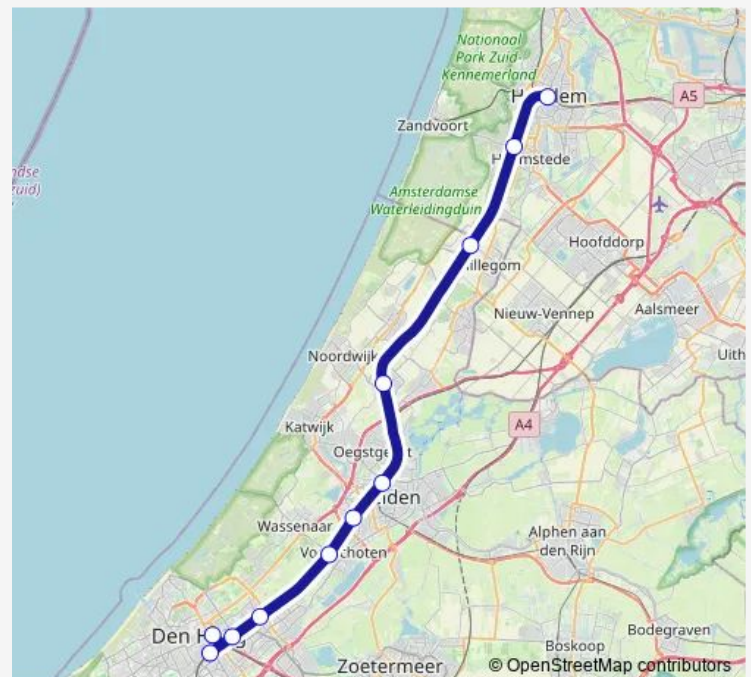 Nationaal
Park Zuid
Kennemerland
A5
Zandvoort
Amsterdamse
Waterleidingduin
Hoofddorp
Nieuw-Vennep
Aalsmeer
Noordwijk
Uith
Katwijk
A4
Wassenaar
Alphen aan
den Rijn
Bodegraven
Boskoop
Zoetermeer
© OpenStreetMap contributors